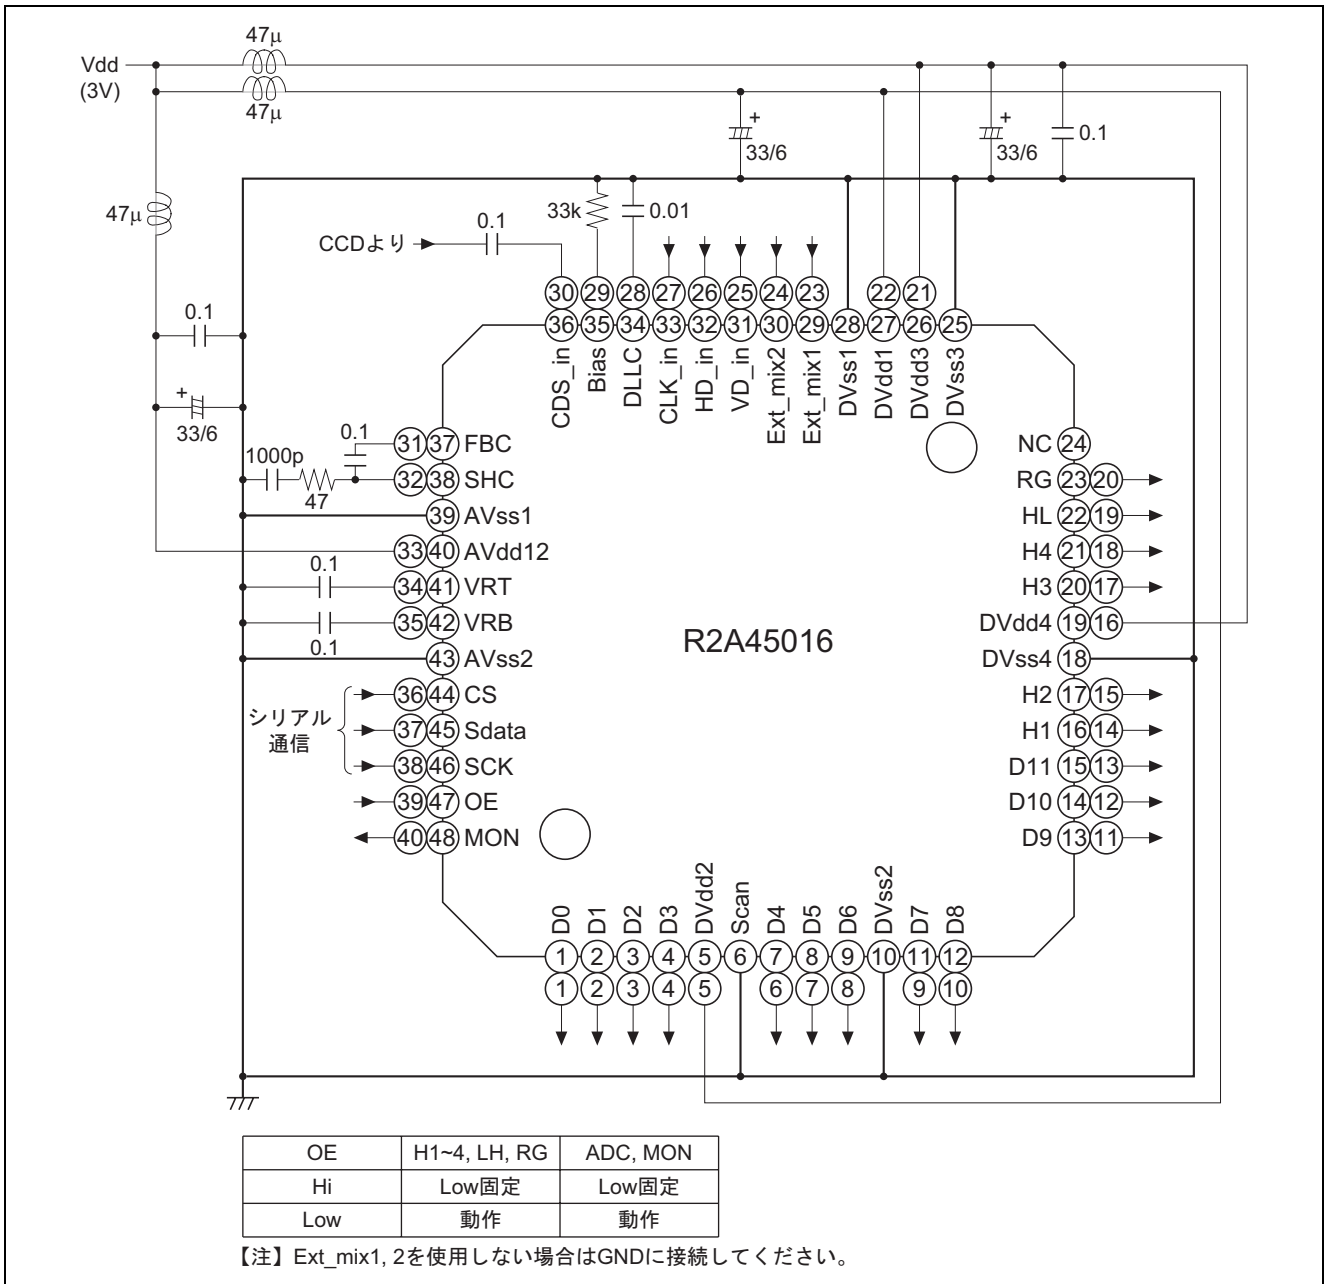 47µ
Vdd
(3V)
47µ
+
33/6
+
33/6
0.1
47µ
33k
0.01
0.1
CCDより
30 29 28 27 26 25 24 23 22 21
36 35 34 33 32 31 30 29 28 27 26 25
CDS_in
Bias
DLLC
CLK_in
HD_in
VD_in
Ext_mix2
Ext_mix1
DVss1
DVdd1
DVdd3
DVss3
0.1
+
33/6
0.1
1000p
47
31 37 FBC
32 38 SHC
39 AVss1
33 40 AVdd12
0.1
34 41 VRT
35 42 VRB
0.1
43 AVss2
シリアル
通信
36 44 CS
37 45 Sdata
38 46 SCK
39 47 OE
40 48 MON
R2A45016
NC 24
RG 23 20
HL 22 19
H4 21 18
H3 20 17
DVdd4 19 16
DVss4 18
H2 17 15
H1 16 14
D11 15 13
D10 14 12
D9 13 11
D0
D1
D2
D3
DVdd2
Scan
D4
D5
D6
DVss2
D7
D8
1 2 3 4 5 6 7 8 9 10 11 12
1 2 3 4 5 6 7 8 9 10
OE H1~4, LH, RG ADC, MON
Hi Low固定 Low固定
Low 動作 動作
【注】Ext_mix1, 2を使用しない場合はGNDに接続してください。